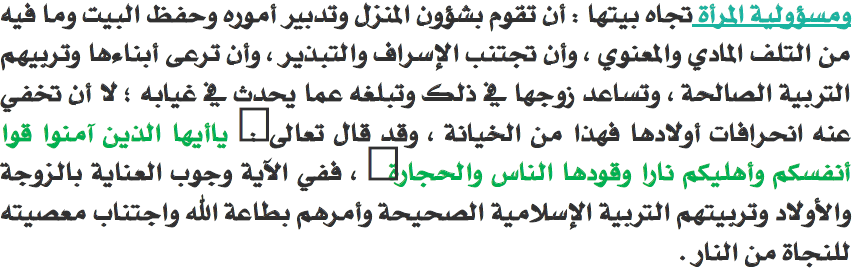 ومسؤولية المرأة تجاه بيتها : أن تقوم بشؤون المنزل وتدبير أموره وحفظ البيت وما فيه
من التلف المادي والمعنوي ، وأن تجتنب الإسراف والتبذير ، وأن ترعى أبناءها وتربيهم
التربية الصالحة ، وتساعد زوجها في ذلك وتبلغه عما يحدث في غيابه ؛ لا أن تخفي
عنه انحرافات أولادها فهذا من الخيانة ، وقد قال تعالى : ياأيها الذين آمنوا قوا
أنفسكم وأهليكم نارا وقودها الناس والحجارة ، ففي الآية وجوب العناية بالزوجة
والأولاد وتربيتهم التربية الإسلامية الصحيحة وأمرهم بطاعة الله واجتناب معصيته
للنجاة من النار .